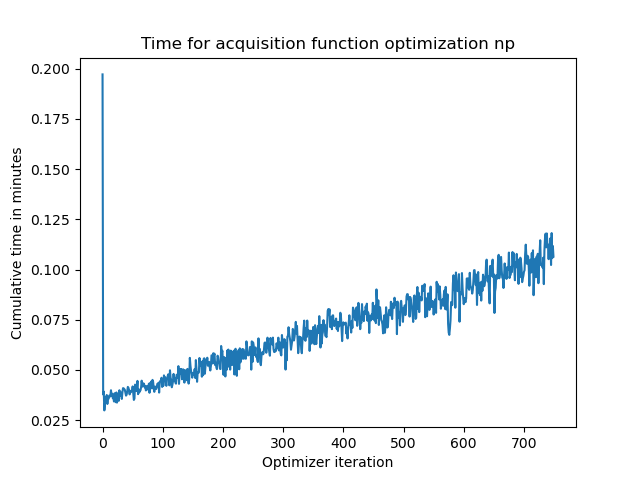 Time for acquisition function optimization np
0.200
0.175
0.150
0.125
0.100
0.075
0.050
0.025
Cumulative time in minutes
0 100 200 300 400 500 600 700
Optimizer iteration